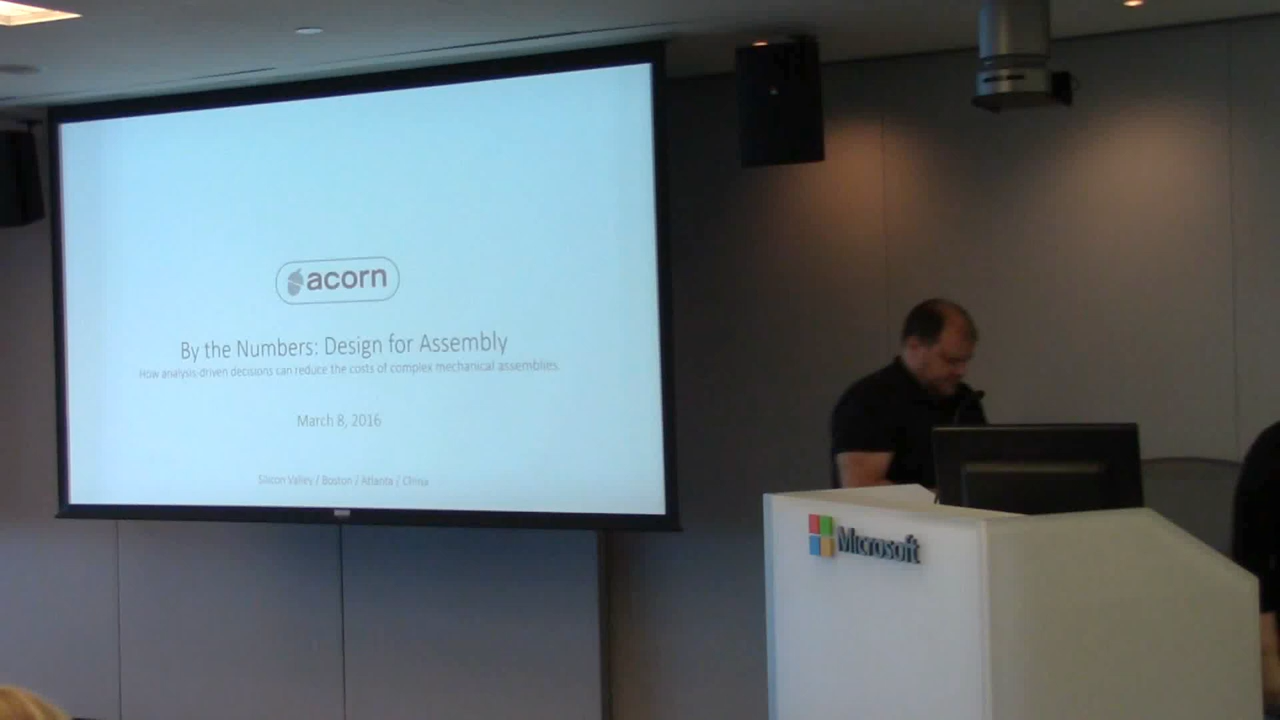 acorn
By the Numbers: Design for Assembly
How analysis-driven decisions can reduce the costs of complex mechanical assemblies.
March 8, 2016
Silicon Valley / Boston / Atlanta / China
Microsoft